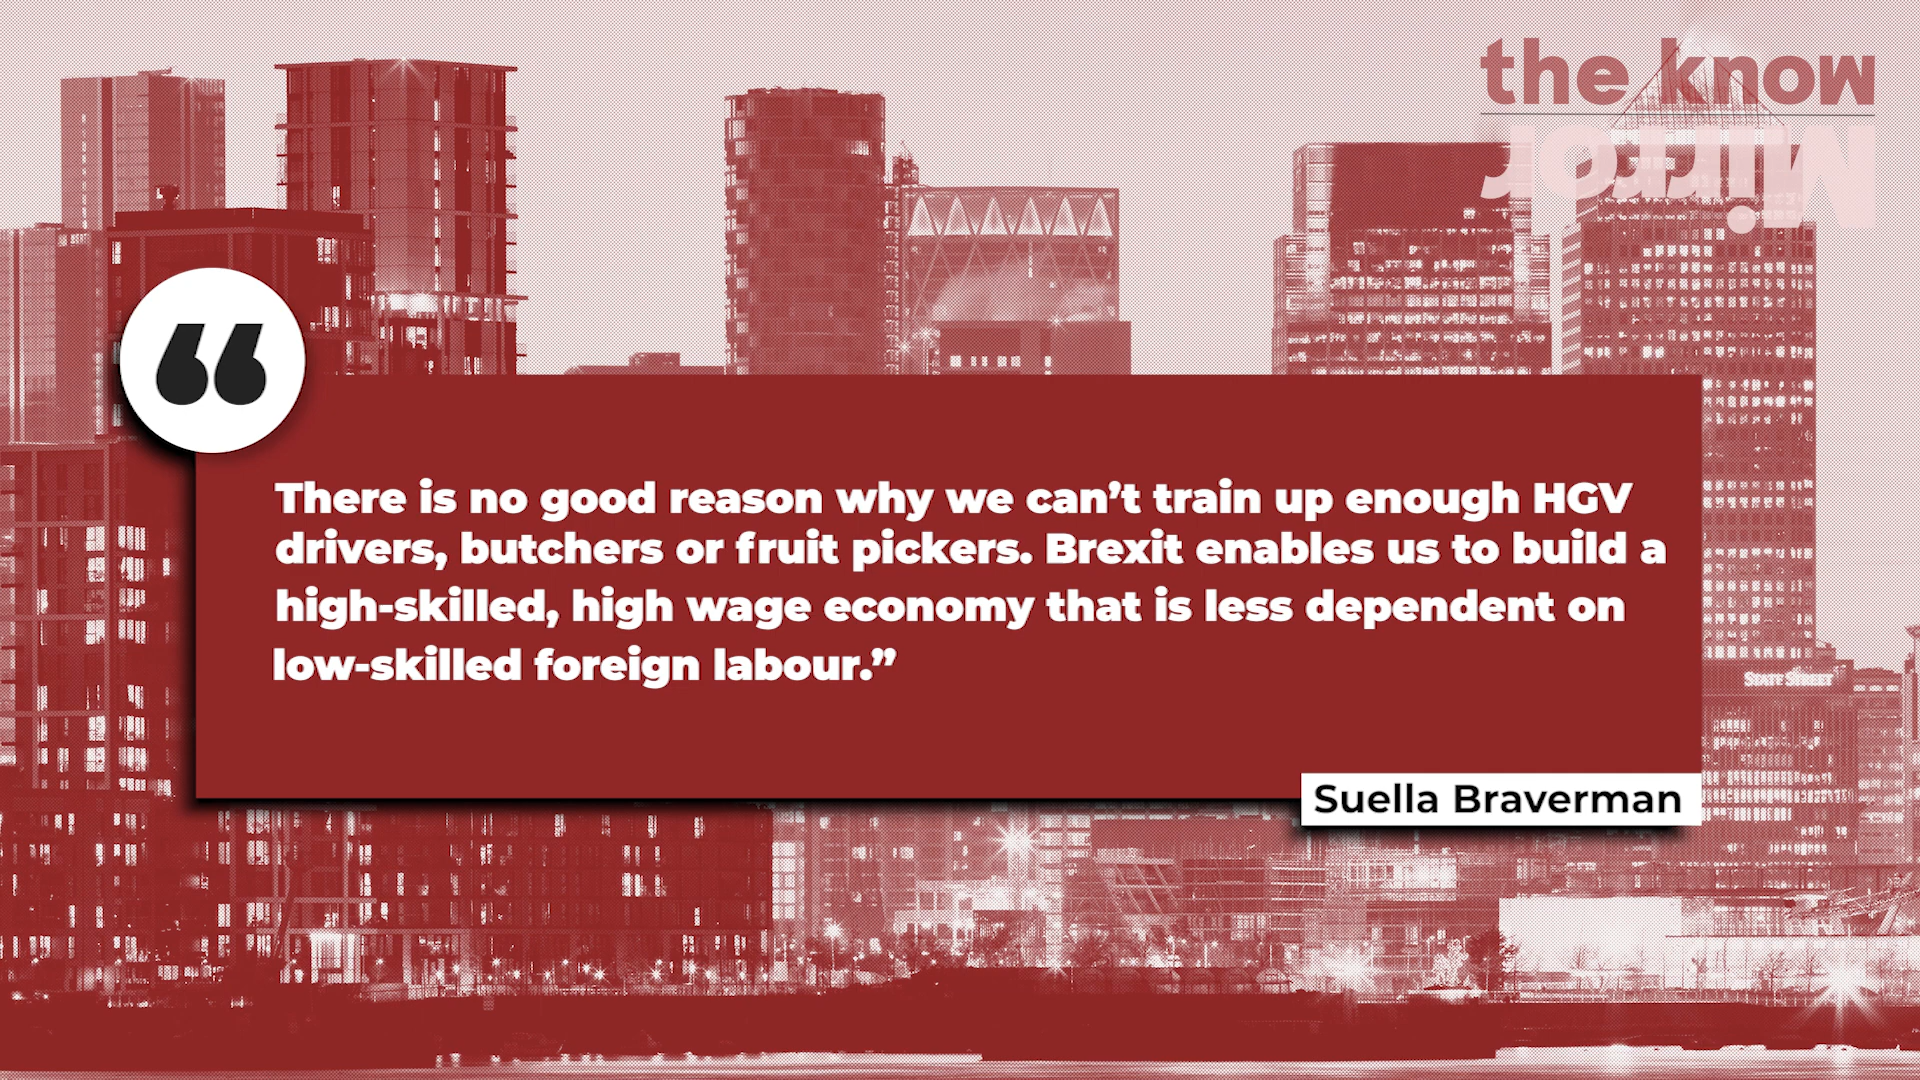 the know
Mirror
“
There is no good reason why we can’t train up enough HGV
drivers, butchers or fruit pickers. Brexit enables us to build a
high-skilled, high wage economy that is less dependent on
low-skilled foreign labour.”
STATE STREET
Suella Braverman